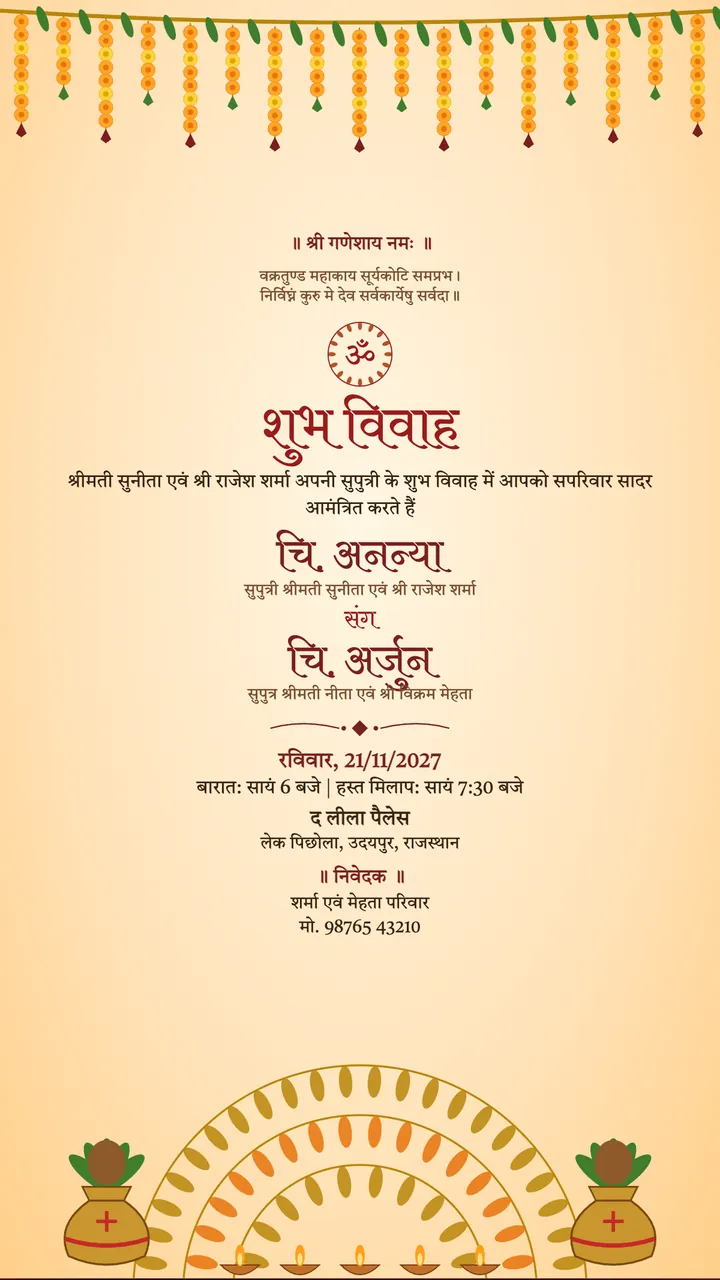 ॥ श्री गणेशाय नमः ॥
वक्रतुण्ड महाकाय सूर्यकोटि समप्रभ।
निर्विघ्नं कुरु मे देव सर्वकार्येषु सर्वदा॥
ॐ
शुभ विवाह
श्रीमती सुनीता एवं श्री राजेश शर्मा अपनी सुपुत्री के शुभ विवाह में आपको सपरिवार सादर
आमंत्रित करते हैं
चि. अनन्या
सुपुत्री श्रीमती सुनीता एवं श्री राजेश शर्मा
संग
चि. अर्जुन
सुपुत्र श्रीमती नीता एवं श्री विक्रम मेहता
रविवार, 21/11/2027
बारात: सायं 6 बजे | हस्त मिलाप: सायं 7:30 बजे
द लीला पैलेस
लेक पिछोला, उदयपुर, राजस्थान
॥ निवेदक ॥
शर्मा एवं मेहता परिवार
मो. 98765 43210